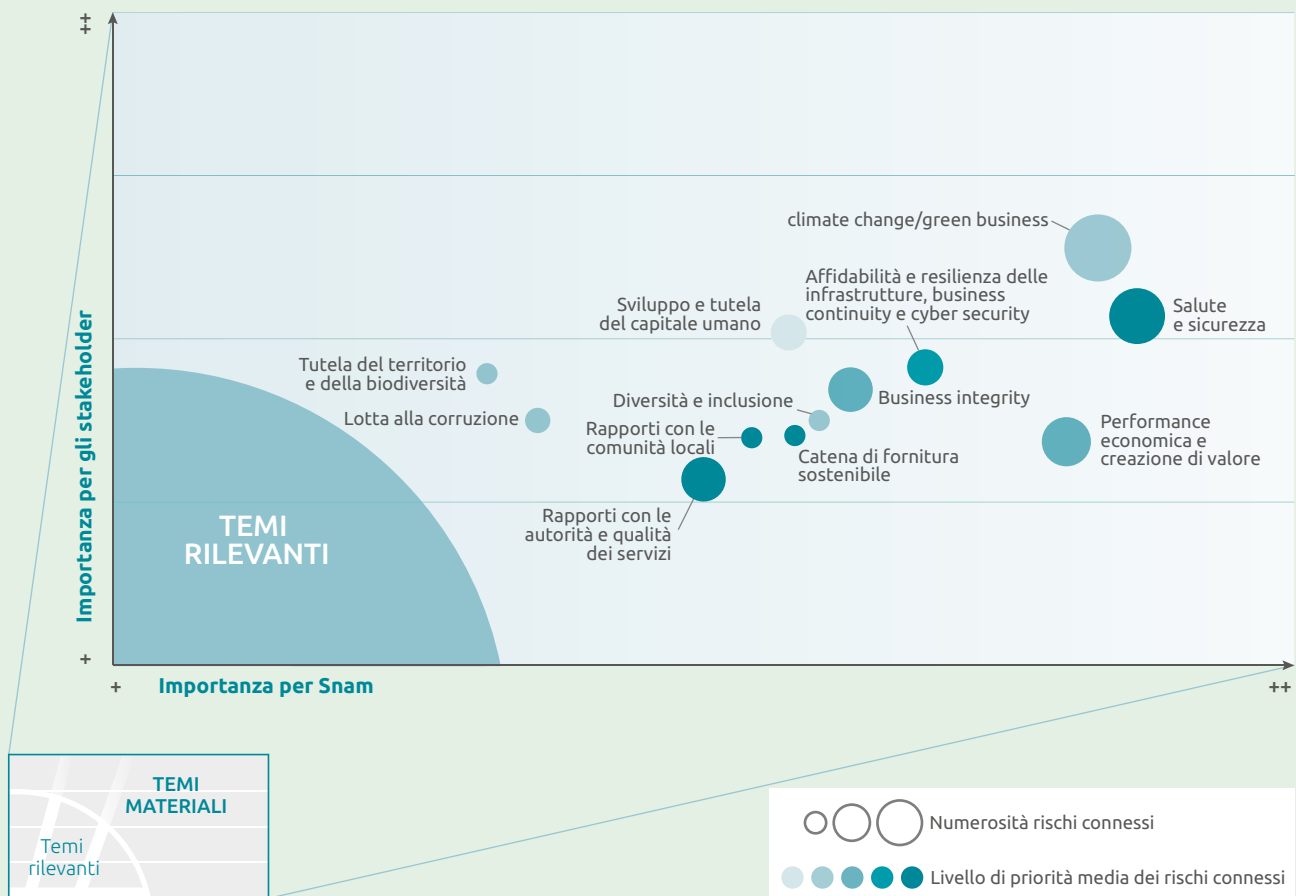 ++
Importanza per gli stakeholder
+
climate change/green business
Affidabilità e resilienza delle
infrastrutture, business
continuity e cyber security
Sviluppo e tutela
del capitale umano
Salute
e sicurezza
Tutela del territorio
e della biodiversità
Lotta alla corruzione
Diversità e inclusione
Business integrity
Rapporti con le
comunità locali
Catena di fornitura
sostenibile
Performance
economica e
creazione di valore
Rapporti con le
autorità e qualità
dei servizi
TEMI
RILEVANTI
+
Importanza per Snam
++
TEMI
MATERIALI
Temi
rilevanti
Numerosità rischi connessi
Livello di priorità media dei rischi connessi